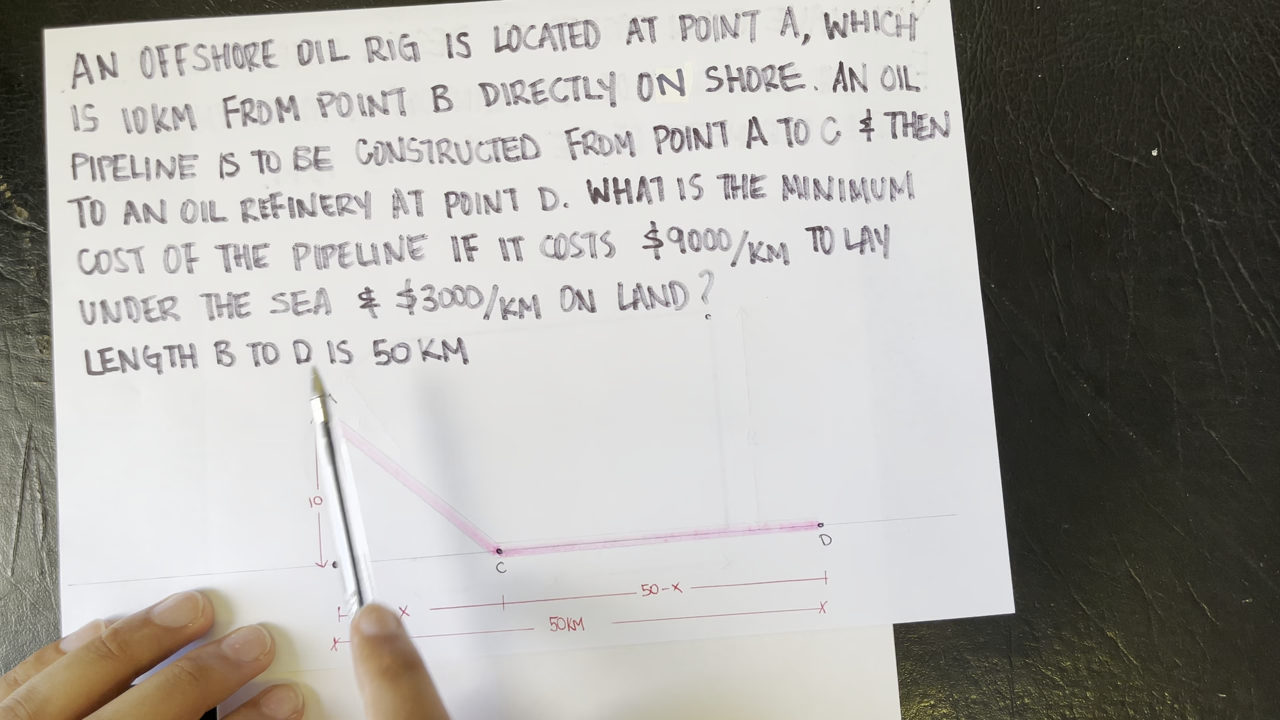 AN OFFSHORE OIL RIG IS LOCATED AT POINT A, WHICH
IS 10KM FROM POINT B DIRECTLY ON SHORE. AN OIL
PIPELINE IS TO BE CONSTRUCTED FROM POINT A TO C & THEN
TO AN OIL REFINERY AT POINT D. WHAT IS THE MINIMUM
COST OF THE PIPELINE IF IT COSTS $9000/KM TO LAY
UNDER THE SEA & $3000/KM ON LAND?
LENGTH B TO D IS 50KM
10
C
D
X
50-X
50KM